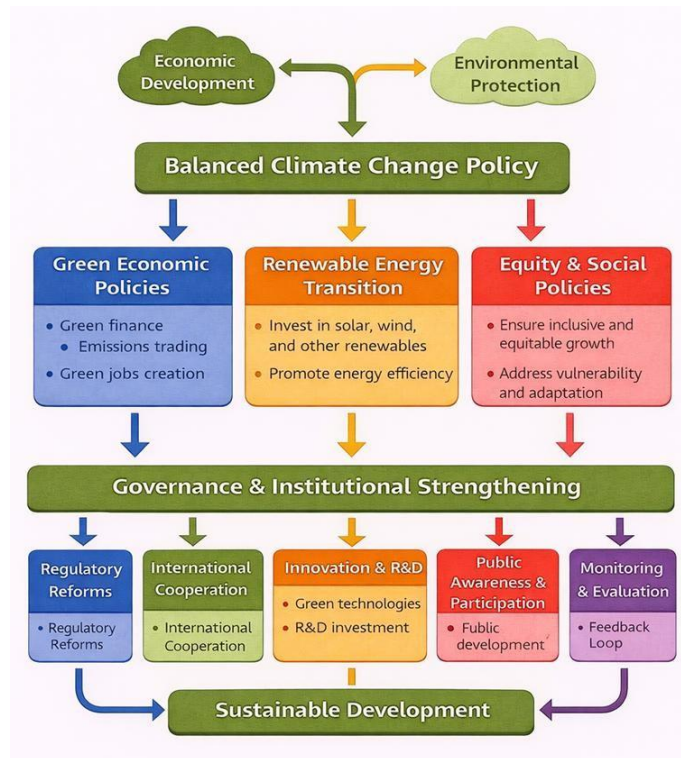 Economic
Development
Environmental
Protection
Balanced Climate Change Policy
Green Economic
Policies
• Green finance
• Emissions trading
• Green jobs creation
Renewable Energy
Transition
• Invest in solar, wind,
and other renewables
• Promote energy efficiency
Equity & Social
Policies
• Ensure inclusive and
equitable growth
• Address vulnerability
and adaptation
Governance & Institutional Strengthening
Regulatory
Reforms
• Regulatory
Reforms
International
Cooperation
• International
Cooperation
Innovation & R&D
• Green technologies
• R&D investment
Public
Awareness &
Participation
• Fublic
development
Monitoring
& Evaluation
• Feedback
Loop
Sustainable Development